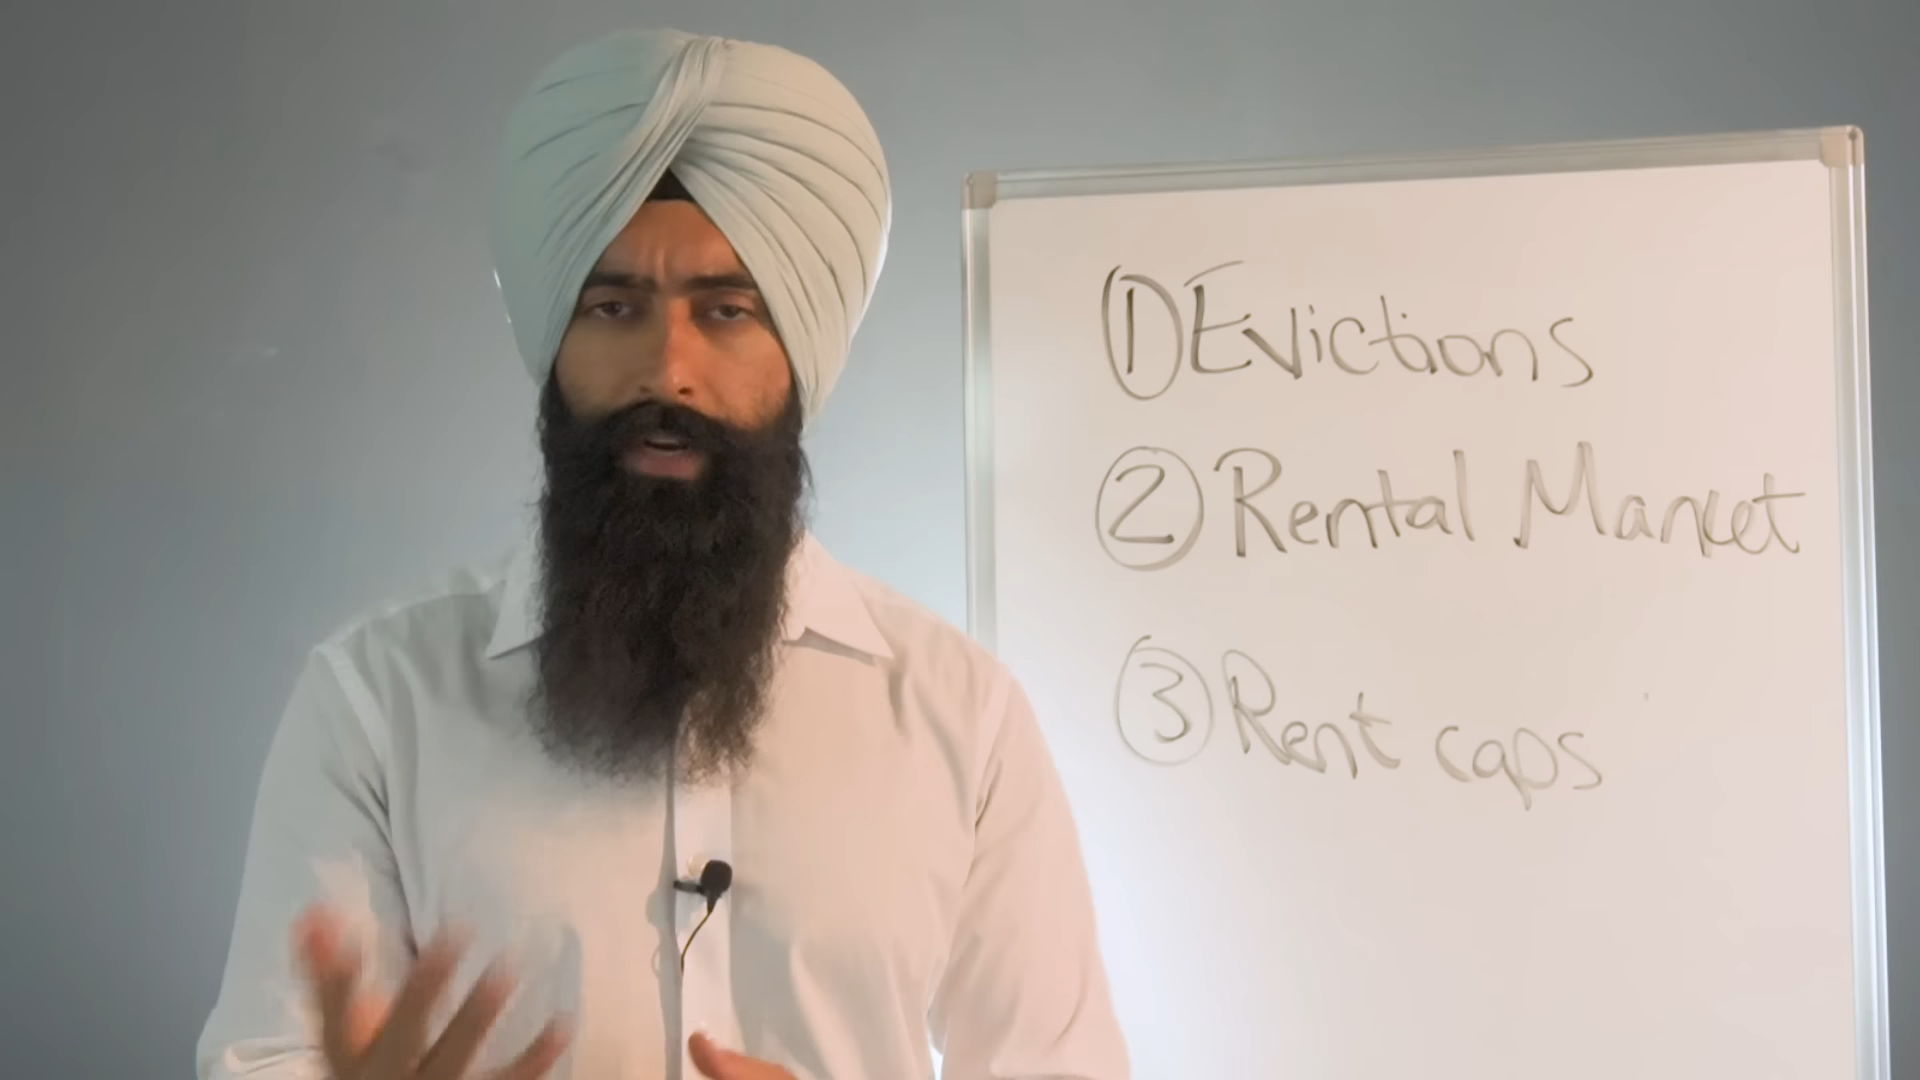 ① Evictions
② Rental Market
③ Rent caps